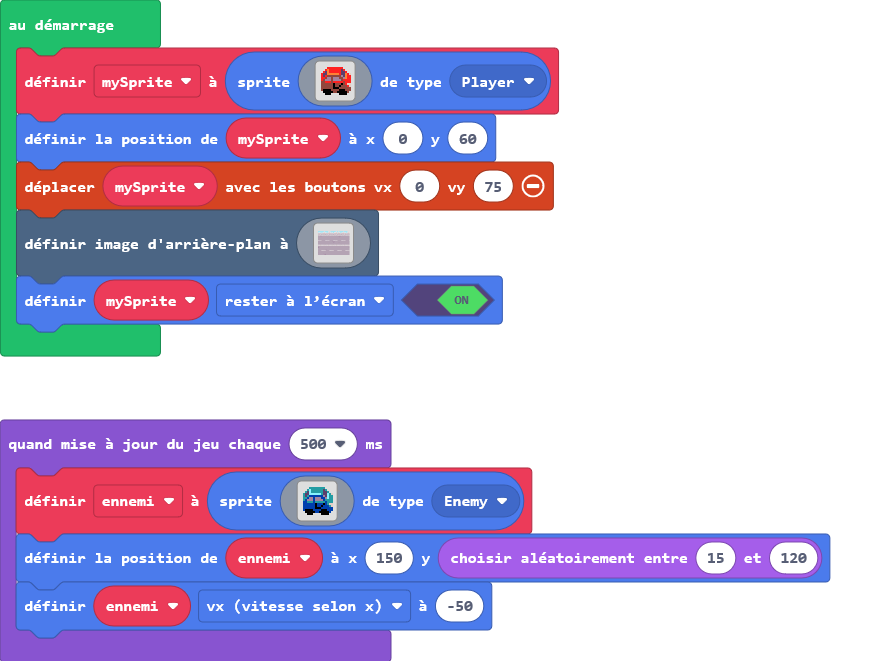 au démarrage
définir mySprite à sprite de type Player
définir la position de mySprite à x 0 y 60
déplacer mySprite avec les boutons vx 0 vy 75
définir image d'arrière-plan à
définir mySprite rester à l’écran ON
quand mise à jour du jeu chaque 500 ms
définir ennemi à sprite de type Enemy
définir la position de ennemi à x 150 y choisir aléatoirement entre 15 et 120
définir ennemi vx (vitesse selon x) à -50